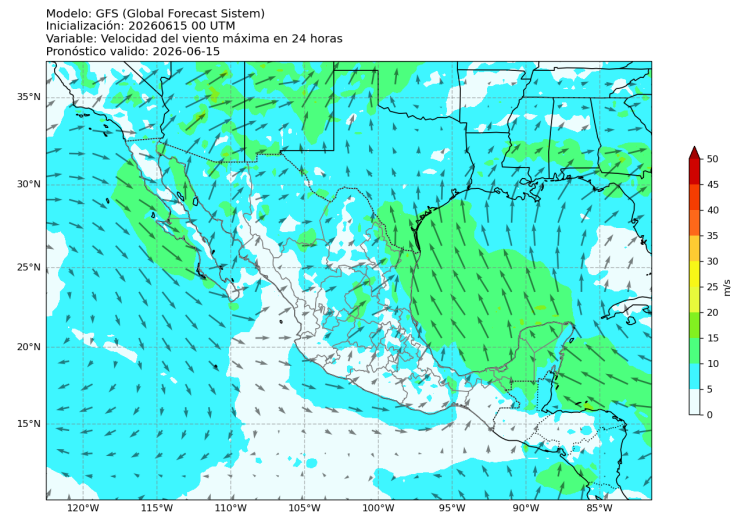 Modelo: GFS (Global Forecast Sistem)
Inicialización: 20260615 00 UTM
Variable: Velocidad del viento máxima en 24 horas
Pronóstico valido: 2026-06-15
35°N
30°N
25°N
20°N
15°N
120°W
115°W
110°W
105°W
100°W
95°W
90°W
85°W
50
45
40
35
30
25
20
15
10
5
0
m/s